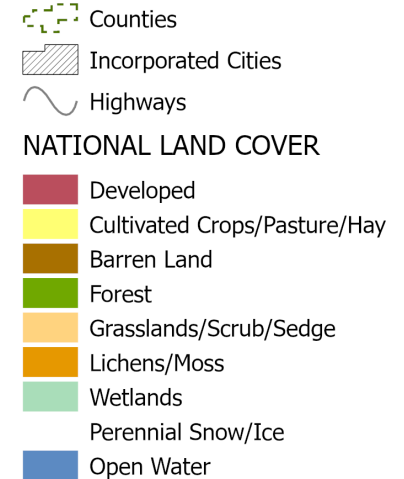 Counties
Incorporated Cities
Highways
NATIONAL LAND COVER
Developed
Cultivated Crops/Pasture/Hay
Barren Land
Forest
Grasslands/Scrub/Sedge
Lichens/Moss
Wetlands
Perennial Snow/Ice
Open Water